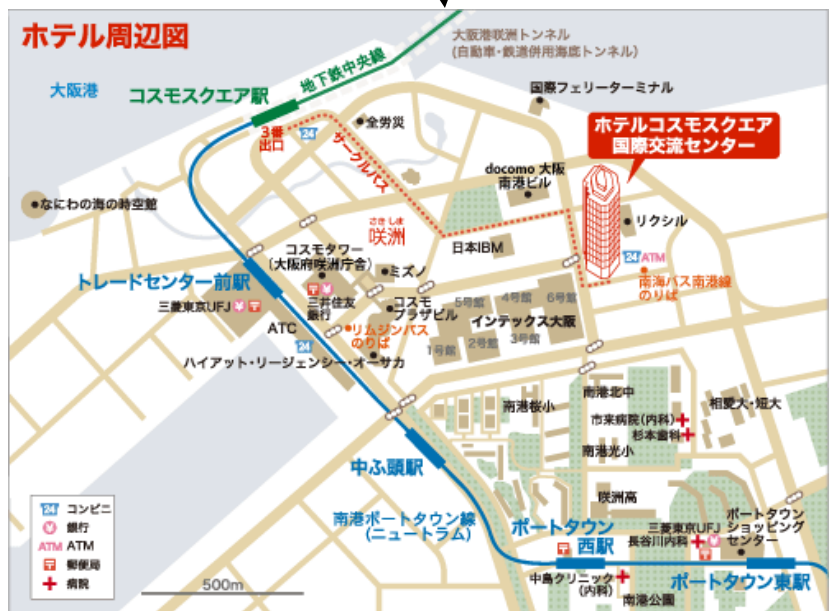 ホテル周辺図
大阪港咲洲トンネル
(自動車・鉄道併用海底トンネル)
大阪港
地下鉄中央線
コスモスクエア駅
国際フェリーターミナル
3番
出口
24
全労災
サークルバス
ホテルコスモスクエア
国際交流センター
docomo 大阪
南港ビル
なにわの海の時空館
さきしま
咲洲
リクシル
日本IBM
コスモタワー
(大阪府咲洲庁舎)
ミズノ
24 ATM
南海バス南港線
のりば
トレードセンター前駅
三菱東京UFJ
三井住友
銀行
コスモ
プラザビル
5号館
4号館
6号館
インテックス大阪
1号館
2号館
3号館
ATC
リムジンバス
のりば
24
ハイアット・リージェンシー・オーサカ
南港桜小
南港北中
市来病院(内科)
杉本歯科
南港光小
相愛大・短大
中ふ頭駅
咲洲高
南港ポートタウン線
(ニュートラム)
ポートタウン
西駅
三菱東京UFJ
長谷川内科
ポートタウン
ショッピング
センター
中島クリニック
(内科)
ポートタウン東駅
南港公園
24 コンビニ
銀行
ATM ATM
郵便局
病院
500m